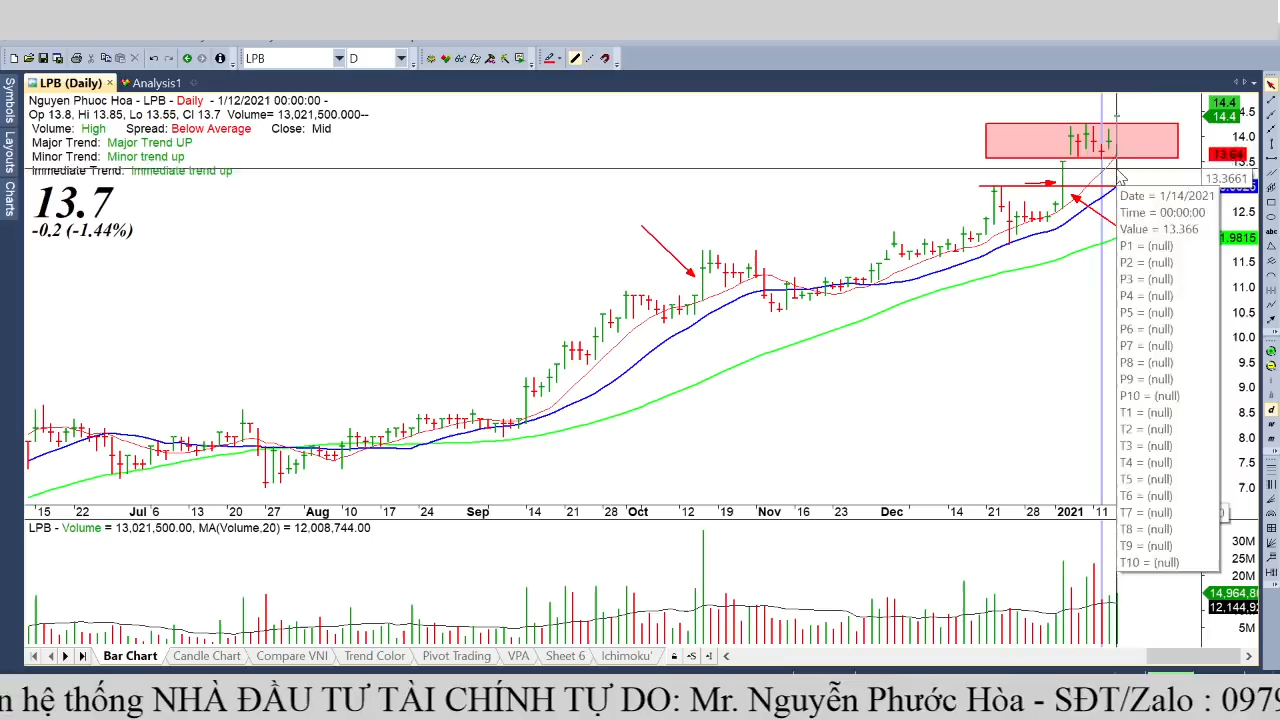 LPB
D
LPB (Daily)
Analysis1
Symbols
Layouts
Charts
Nguyen Phuoc Hoa - LPB - Daily - 1/12/2021 00:00:00 -
Op 13.8, Hi 13.85, Lo 13.55, Cl 13.7 Volume= 13,021,500.000--
Volume: High Spread: Below Average Close: Mid
Major Trend: Major Trend UP
Minor Trend: Minor trend up
Immediate Trend: Immediate trend up
13.7
-0.2 (-1.44%)
14.4
14.5
14.4
14.0
13.64
13.5
13.3661
12.5
1.9815
11.5
11.0
10.5
10.0
9.5
9.0
8.5
8.0
7.5
7.0
Date = 1/14/2021
Time = 00:00:00
Value = 13.366
P1 = (null)
P2 = (null)
P3 = (null)
P4 = (null)
P5 = (null)
P6 = (null)
P7 = (null)
P8 = (null)
P9 = (null)
P10 = (null)
T1 = (null)
T2 = (null)
T3 = (null)
T4 = (null)
T5 = (null)
T6 = (null)
T7 = (null)
T8 = (null)
T9 = (null)
T10 = (null)
15 22 Jul 6 13 20 27 Aug 10 17 24 Sep 14 21 28 Oct 12 19 Nov 16 23 Dec 14 21 28 2021 11
LPB - Volume = 13,021,500.00, MA(Volume,20) = 12,008,744.00
30M
25M
20M
14,964,80
12,144,92
5M
Bar Chart Candle Chart Compare VNI Trend Color Pivot Trading VPA Sheet 6 Ichimoku'
n hệ thống NHÀ ĐẦU TƯ TÀI CHÍNH TỰ DO: Mr. Nguyễn Phước Hòa - SĐT/Zalo : 097